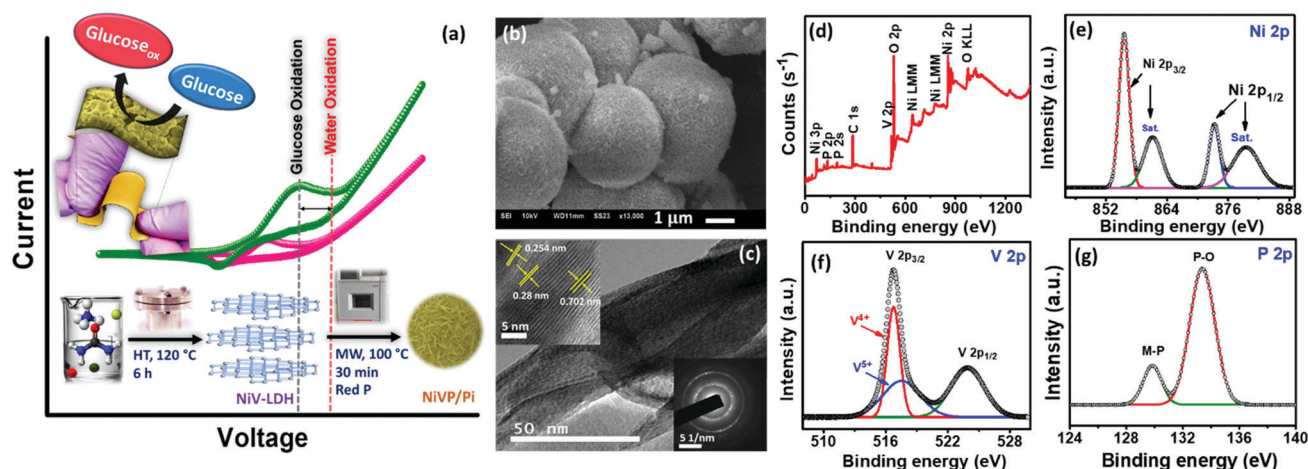 (a)
Glucoseox
Glucose
Glucose Oxidation
Water Oxidation
Current
HT, 120 °C
6 h
MW, 100 °C
30 min
Red P
NiV-LDH
NiVP/Pi
Voltage
(b)
SEI 10kV WD11mm SS23 x13,000 1 µm
(c)
0.254 nm
0.28 nm
0.702 nm
5 nm
50 nm
5 1/nm
(d)
Counts (s-1)
Ni 3p
P 2p
P 2s
C 1s
V 2p
O 2p
Ni LMM
Ni LMM
Ni 2p
O KLL
0 300 600 900 1200
Binding energy (eV)
(e)
Ni 2p
Intensity (a.u.)
Ni 2p3/2
Sat.
Ni 2p1/2
Sat.
852 864 876 888
Binding energy (eV)
(f)
V 2p
Intensity (a.u.)
V 2p3/2
V4+
V5+
V 2p1/2
510 516 522 528
Binding energy (eV)
(g)
P 2p
Intensity (a.u.)
P-O
M-P
124 128 132 136 140
Binding energy (eV)